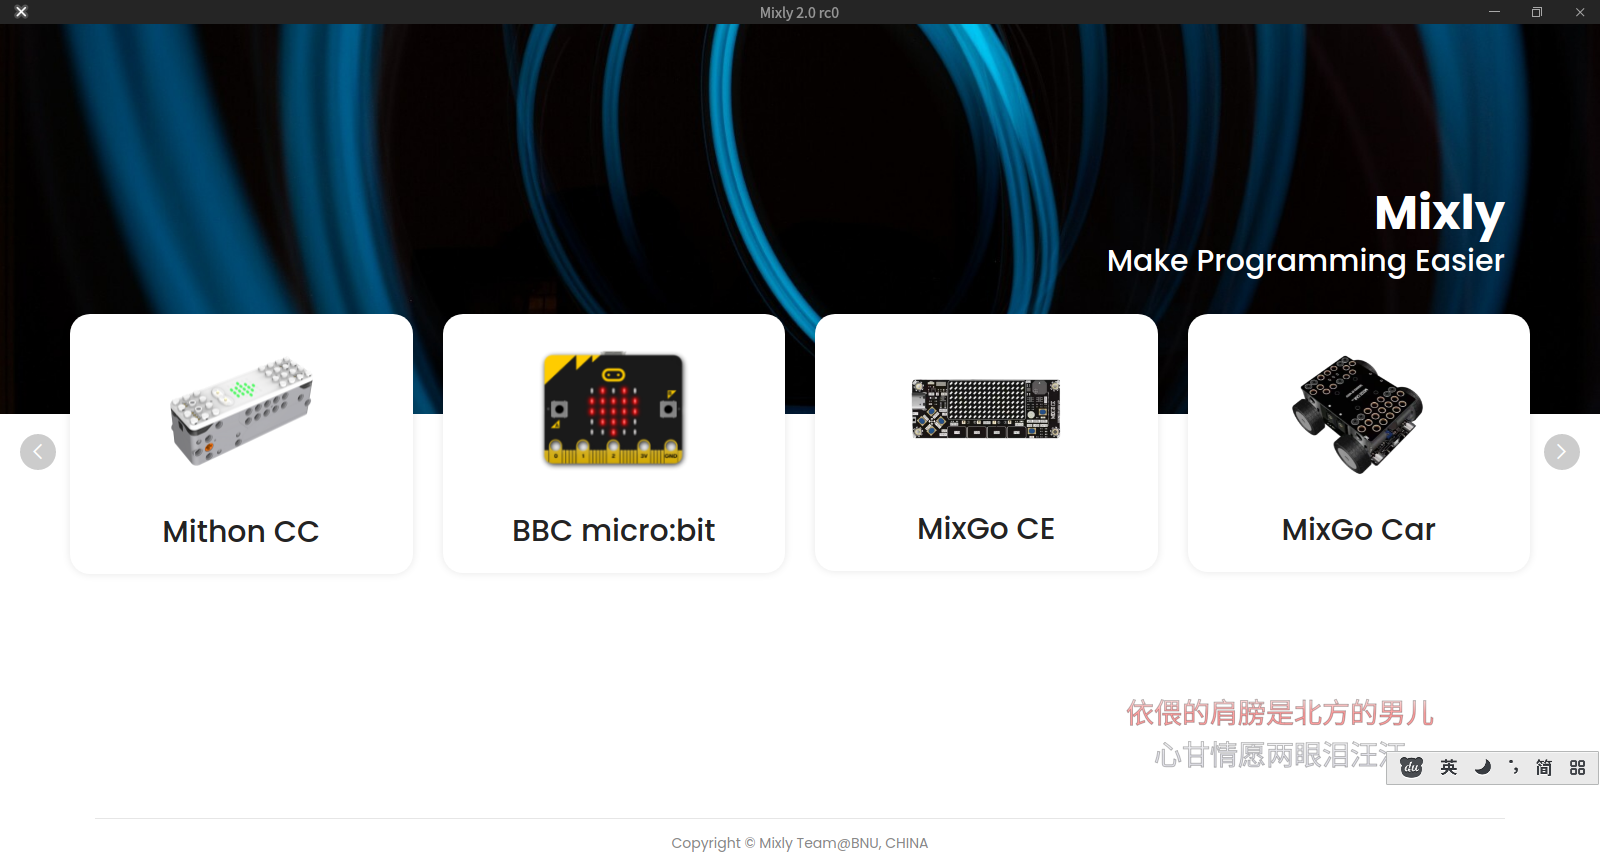 Mixly 2.0 rc0
Mixly
Make Programming Easier
Mithon CC
BBC micro:bit
MixGo CE
MixGo Car
依偎的肩膀是北方的男儿
心甘情愿两眼泪汪汪
du 英 简
Copyright © Mixly Team@BNU, CHINA